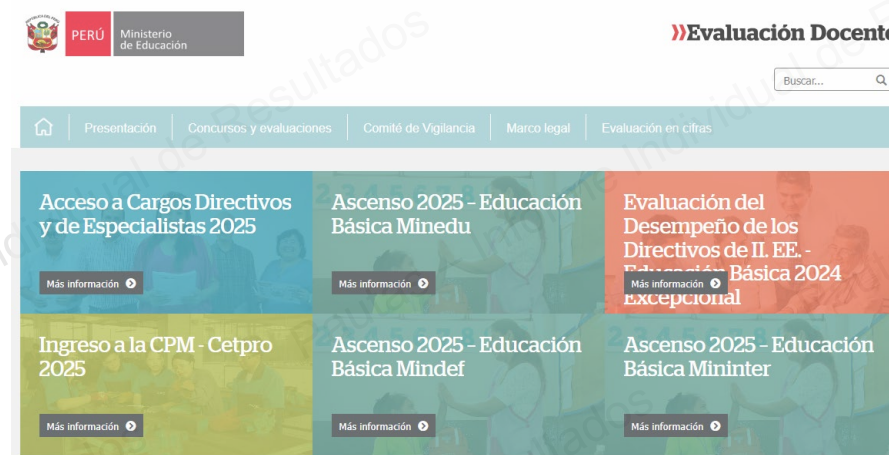 PERÚ
Ministerio
de Educación
»Evaluación Docente
Buscar...
Presentación
Concursos y evaluaciones
Comité de Vigilancia
Marco legal
Evaluación en cifras
Acceso a Cargos Directivos
y de Especialistas 2025
Más información
Ascenso 2025 – Educación
Básica Minedu
Más información
Evaluación del
Desempeño de los
Directivos de II. EE. -
Educación Básica 2024
Excepcional
Más información
Ingreso a la CPM - Cetpro
2025
Más información
Ascenso 2025 – Educación
Básica Mindef
Más información
Ascenso 2025 – Educación
Básica Mininter
Más información